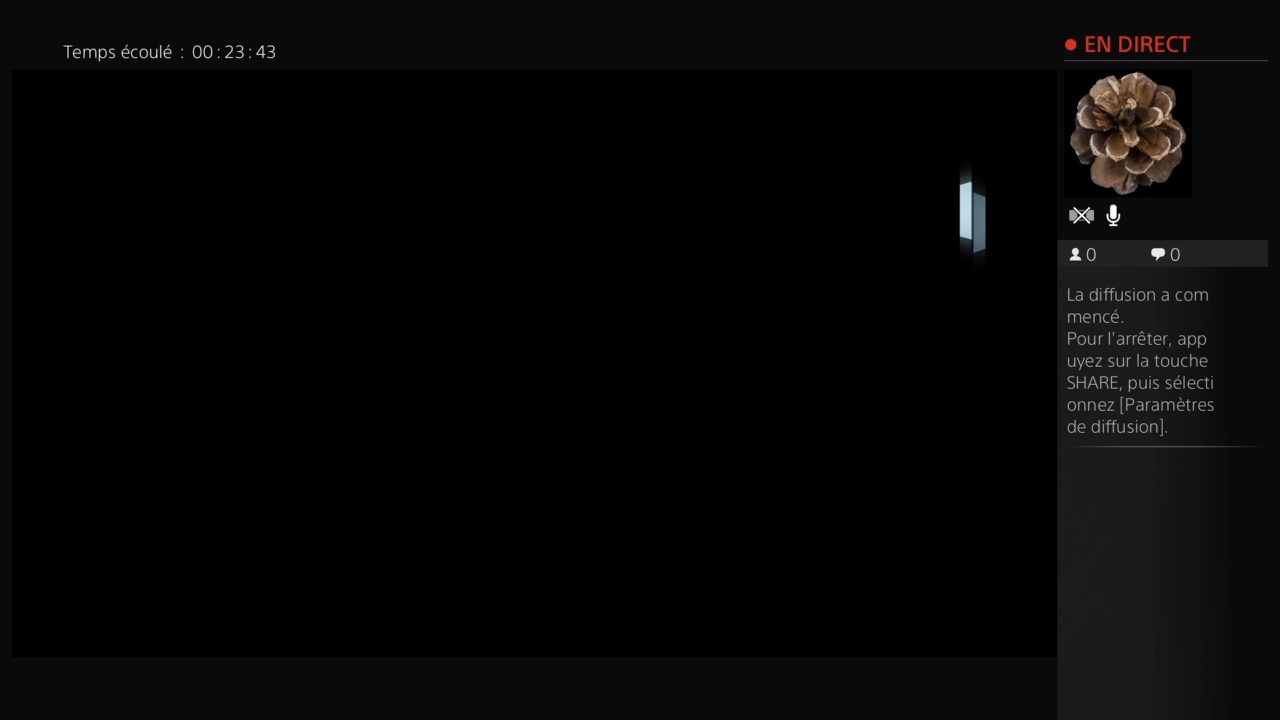 Temps écoulé : 00:23:43
EN DIRECT
0 0
La diffusion a com
mencé.
Pour l'arrêter, app
uyez sur la touche
SHARE, puis sélecti
onnez [Paramètres
de diffusion].